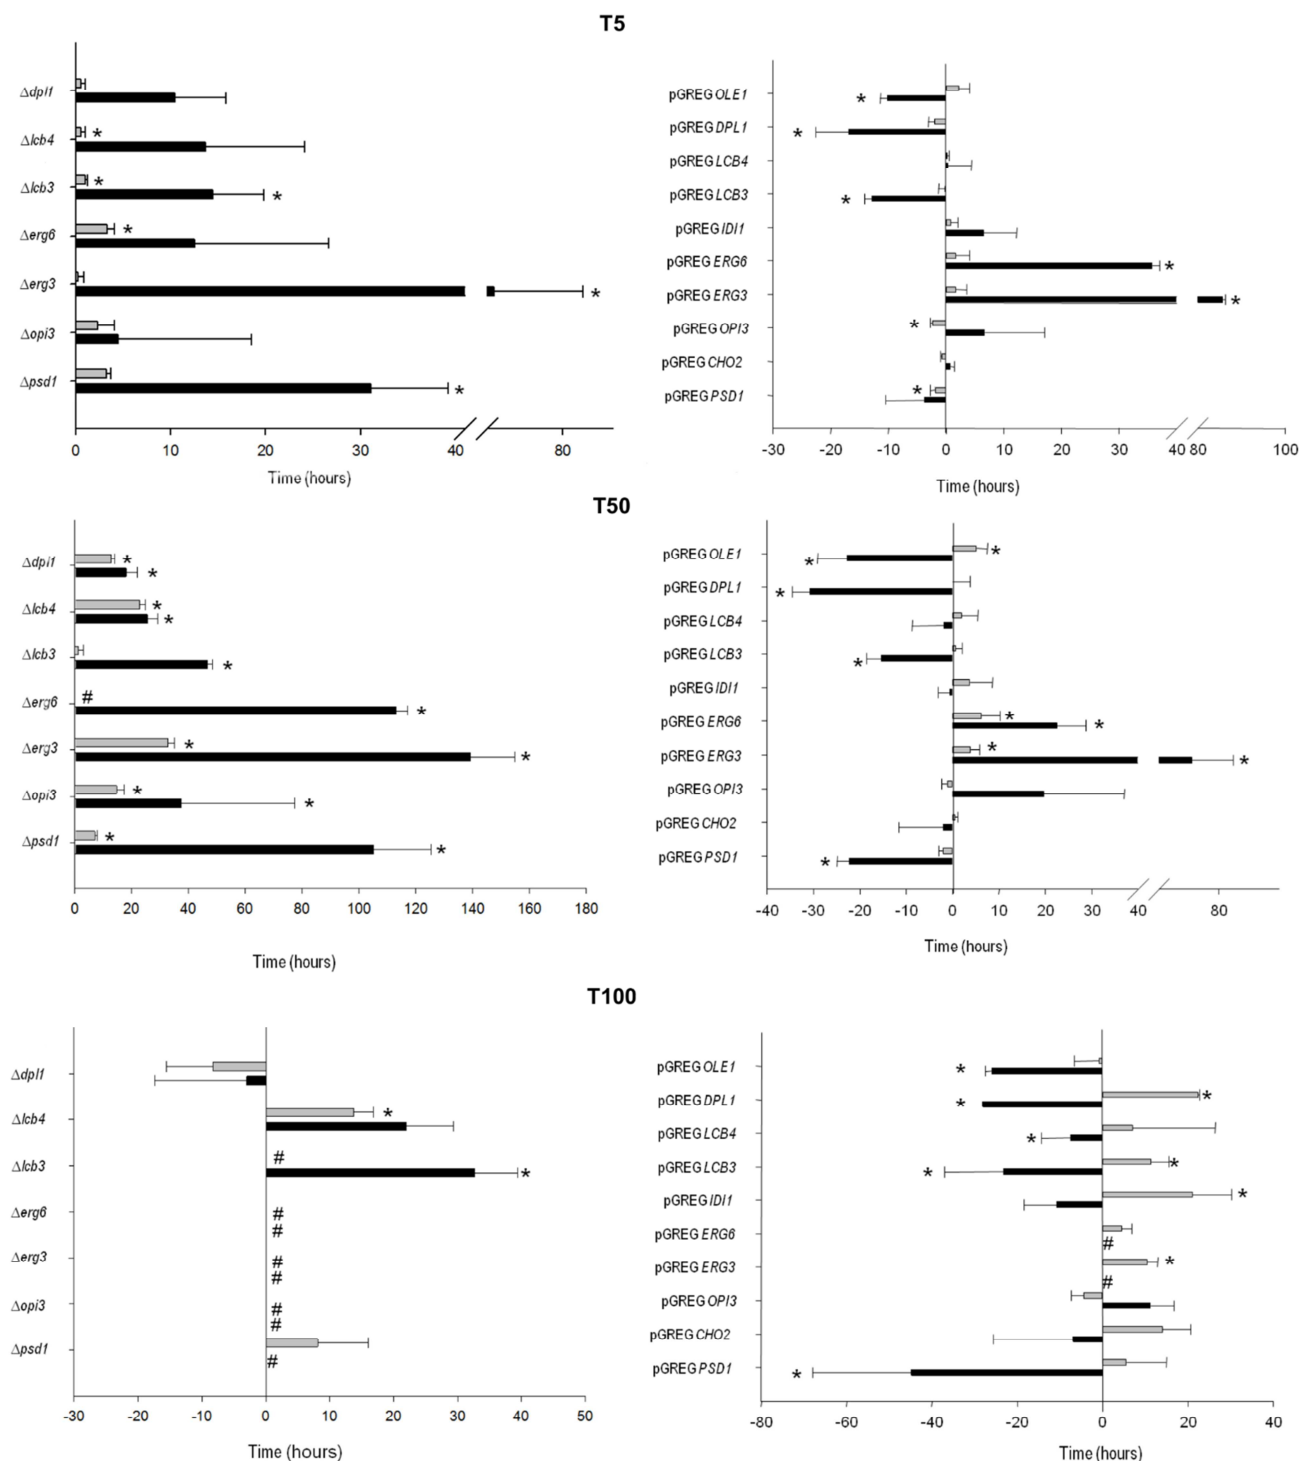 T5
Δdpl1
*
Δlcb4
*
Δlcb3
*
*
Δerg6
Δerg3
*
Δopi3
Δpsd1
*
0 10 20 30 40 80
Time (hours)
pGREG OLE1
*
pGREG DPL1
*
pGREG LCB4
pGREG LCB3
*
pGREG IDI1
pGREG ERG6
*
pGREG ERG3
*
pGREG OPI3
*
pGREG CHO2
pGREG PSD1
*
-30 -20 -10 0 10 20 30 40 80 100
Time (hours)
T50
Δdpl1
*
*
Δlcb4
*
*
Δlcb3
*
Δerg6
#
*
Δerg3
*
*
Δopi3
*
*
Δpsd1
*
*
0 20 40 60 80 100 120 140 160 180
Time (hours)
pGREG OLE1
*
*
pGREG DPL1
*
pGREG LCB4
pGREG LCB3
*
pGREG IDI1
pGREG ERG6
*
*
pGREG ERG3
*
*
pGREG OPI3
pGREG CHO2
pGREG PSD1
*
-40 -30 -20 -10 0 10 20 30 40 80
Time (hours)
T100
Δdpl1
Δlcb4
*
Δlcb3
#
*
Δerg6
#
#
Δerg3
#
#
Δopi3
#
#
Δpsd1
#
-30 -20 -10 0 10 20 30 40 50
Time (hours)
pGREG OLE1
*
pGREG DPL1
*
*
pGREG LCB4
*
pGREG LCB3
*
*
pGREG IDI1
*
pGREG ERG6
#
pGREG ERG3
*
#
pGREG OPI3
pGREG CHO2
pGREG PSD1
*
-80 -60 -40 -20 0 20 40
Time (hours)